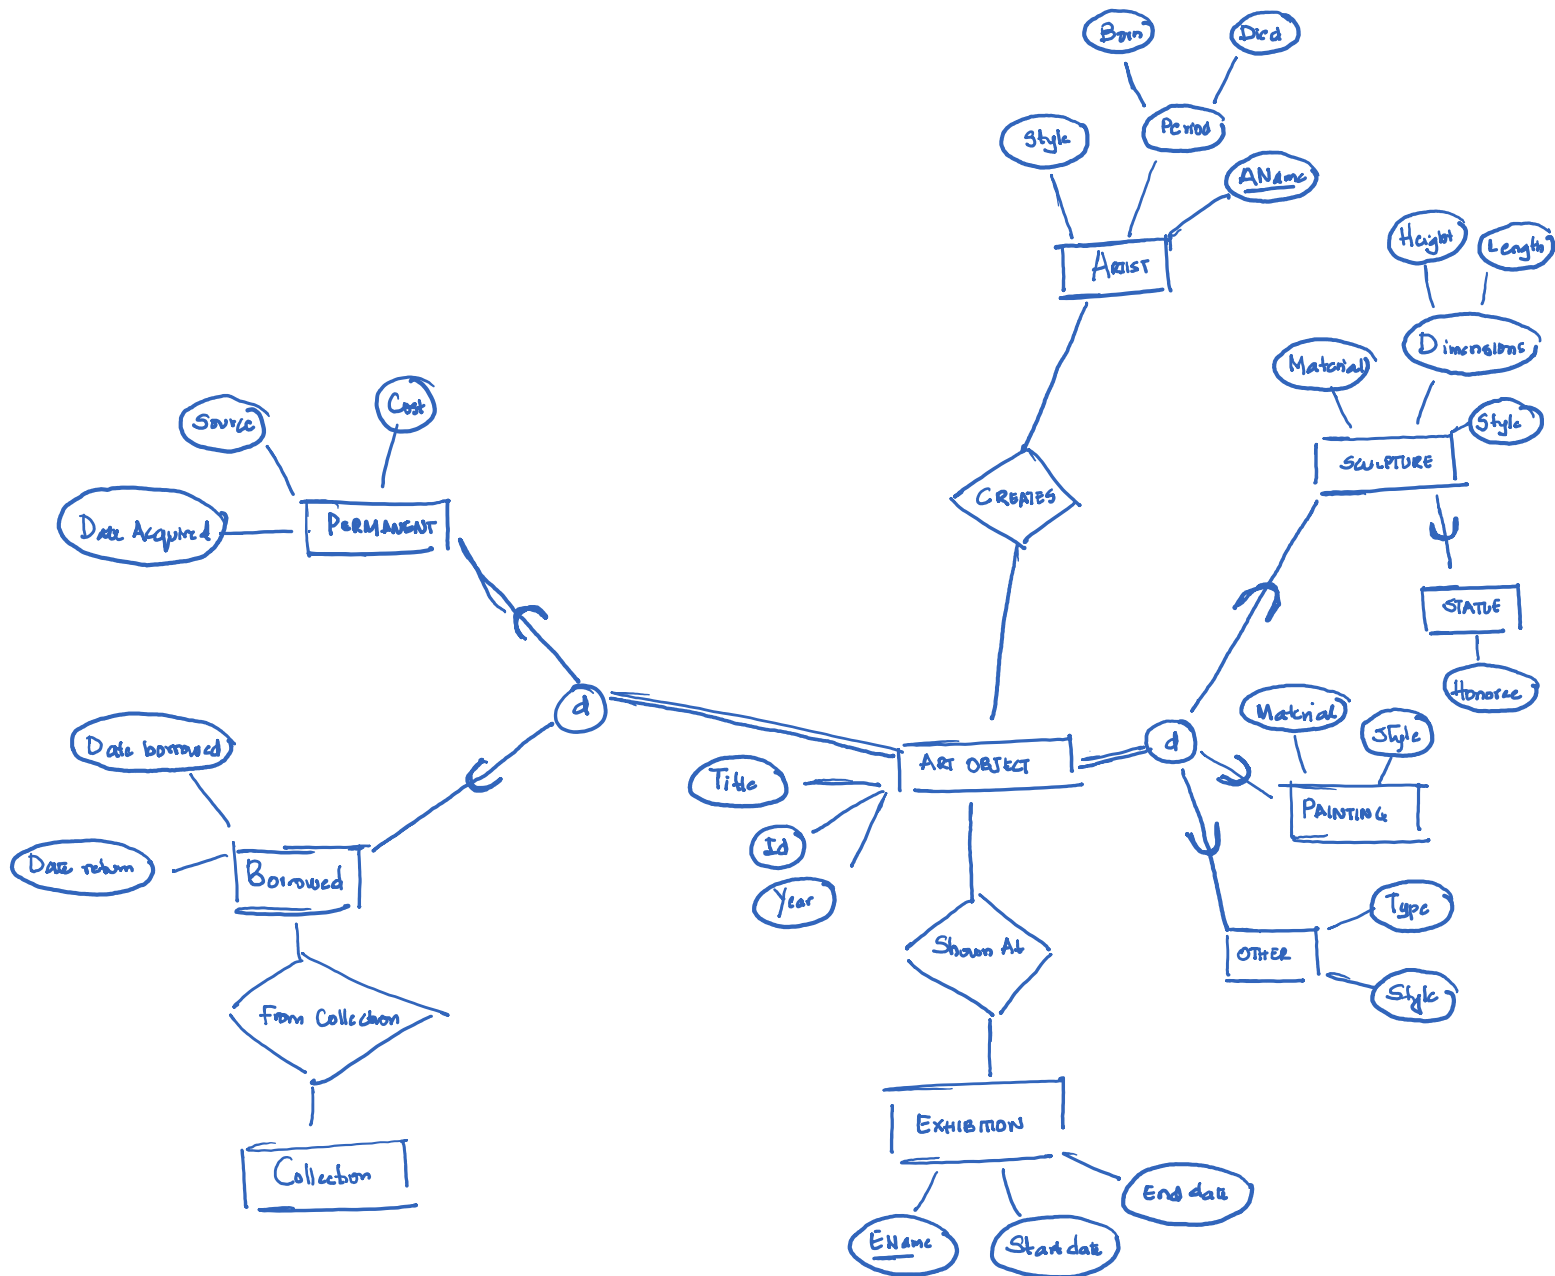 Born
Died
Style
Period
AName
ARTIST
Height
Length
Dimensions
Material
Style
SCULPTURE
Source
Cost
Date Acquired
PERMANENT
CREATES
STATUE
Honoree
d
d
Date borrowed
Material
Style
PAINTING
ART OBJECT
Title
Id
Year
Date return
Borrowed
Type
OTHER
Style
Shown At
From Collection
EXHIBITION
Collection
End date
EName
Start date